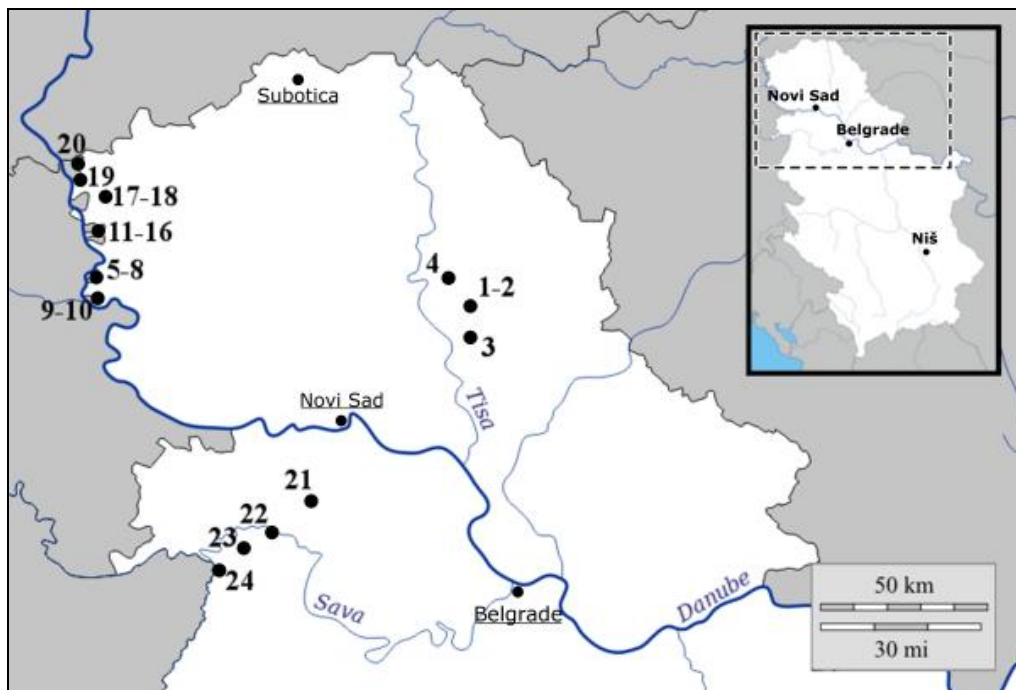 Subotica
20
19
17-18
11-16
5-8
9-10
4
1-2
3
Tisa
Novi Sad
21
22
23
24
Sava
Belgrade
Danube
Novi Sad
Belgrade
Niš
50 km
30 mi